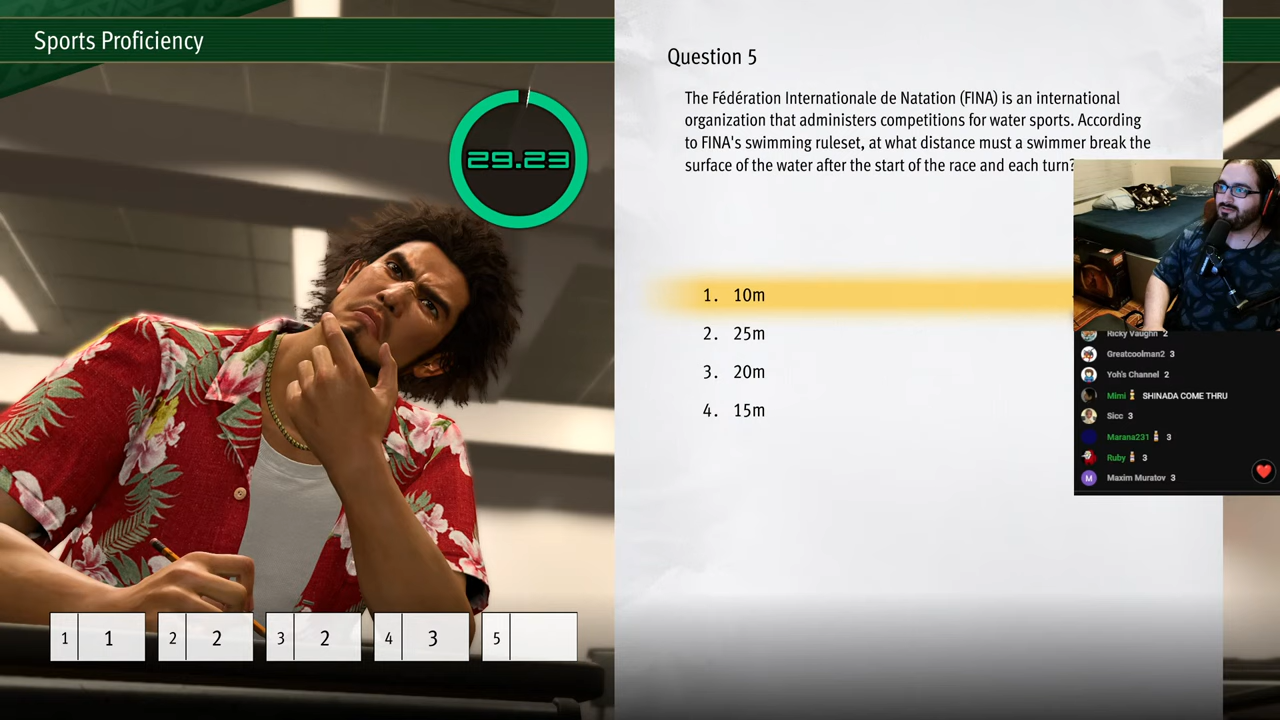 Sports Proficiency
29.23
Question 5
The Fédération Internationale de Natation (FINA) is an international
organization that administers competitions for water sports. According
to FINA's swimming ruleset, at what distance must a swimmer break the
surface of the water after the start of the race and each turn?
1. 10m
2. 25m
3. 20m
4. 15m
Ricky Vaughn 2
Greatcoolman2 3
Yoh's Channel 2
Mimi SHINADA COME THRU
Sicc 3
Marana231 3
Ruby 3
M Maxim Muratov 3
1 1 2 2 3 2 4 3 5